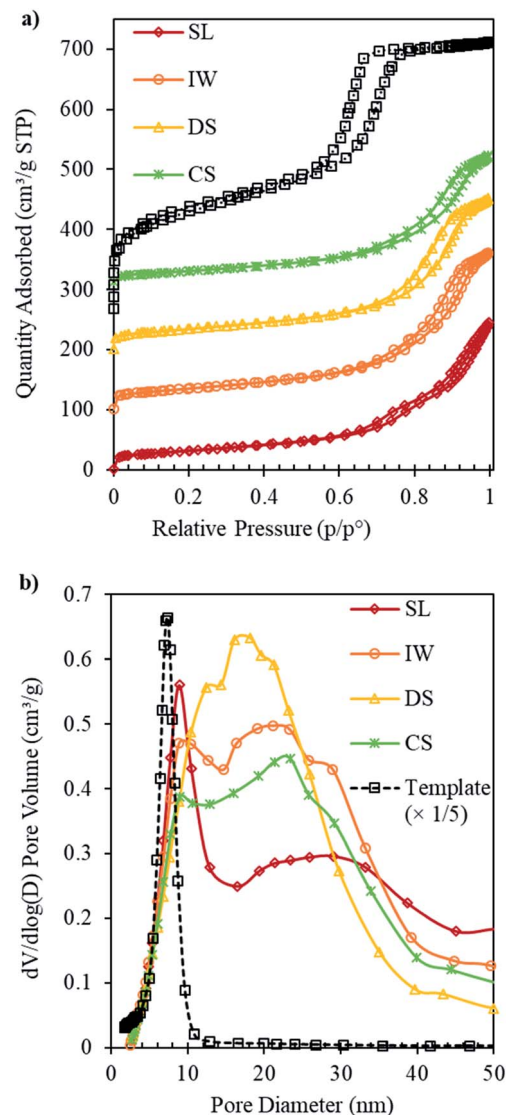 a)
SL
IW
DS
CS
700
600
500
400
300
200
100
0
Quantity Adsorbed (cm³/g STP)
0 0.2 0.4 0.6 0.8 1
Relative Pressure (p/p°)
b)
SL
IW
DS
CS
Template
(× 1/5)
0.7
0.6
0.5
0.4
0.3
0.2
0.1
0
dV/dlog(D) Pore Volume (cm³/g)
0 10 20 30 40 50
Pore Diameter (nm)